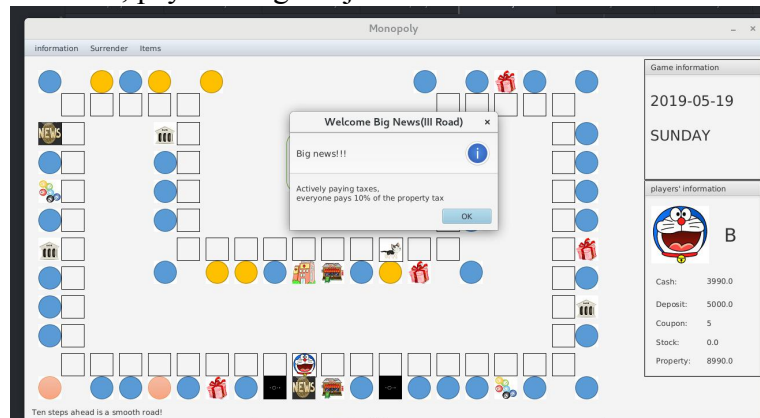 Monopoly
information Surrender Items
Game information
2019-05-19
SUNDAY
Welcome Big News(III Road)
Big news!!!
Actively paying taxes,
everyone pays 10% of the property tax
OK
NEWS
players' information
B
Cash: 3990.0
Deposit: 5000.0
Coupon: 5
Stock: 0.0
Property: 8990.0
NEWS
Ten steps ahead is a smooth road!